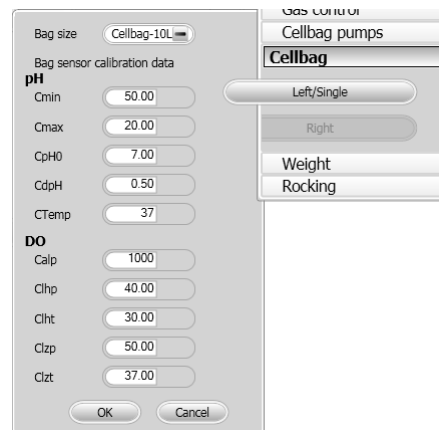 Bag size Cellbag-10L
Bag sensor calibration data
pH
Cmin 50.00
Cmax 20.00
CpH0 7.00
CdpH 0.50
CTemp 37
DO
Calp 1000
Clhp 40.00
Clht 30.00
Clzp 50.00
Clzt 37.00
OK Cancel
Gas control
Cellbag pumps
Cellbag
Left/Single
Right
Weight
Rocking